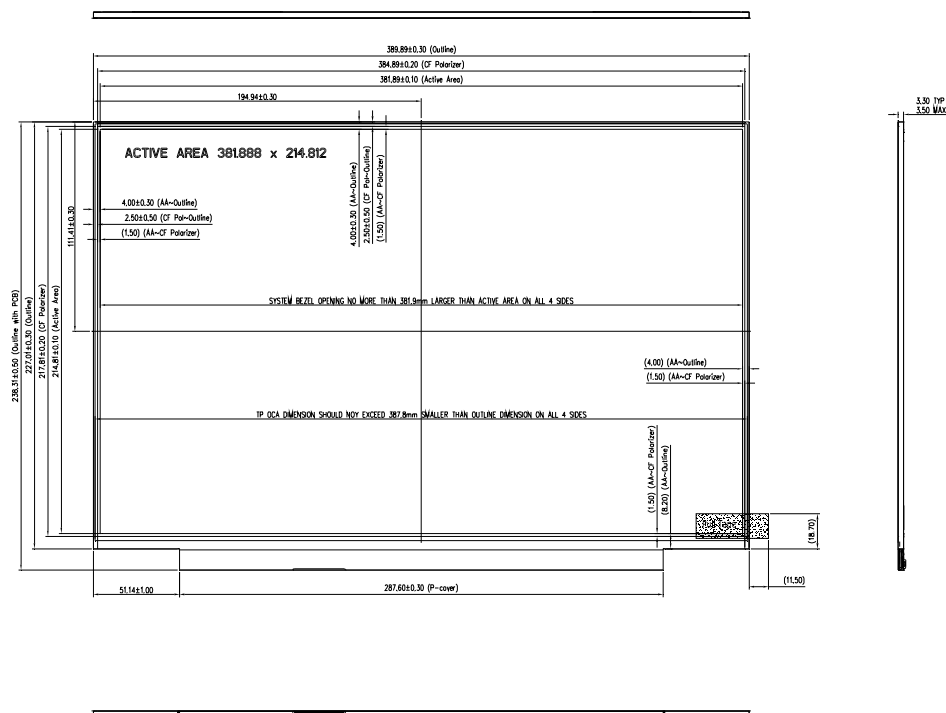 389.89±0.30 (Outline)
384.89±0.20 (CF Polarizer)
381.89±0.10 (Active Area)
194.94±0.30
3.30 TYP
3.50 MAX
ACTIVE AREA 381.888 x 214.812
4.00±0.30 (AA~Outline)
2.50±0.50 (CF Pol~Outline)
(1.50) (AA~CF Polarizer)
4.00±0.30 (AA~Outline)
2.50±0.50 (CF Pol~Outline)
(1.50) (AA~CF Polarizer)
111.41±0.30
238.31±0.50 (Outline with PCB)
227.01±0.30 (Outline)
217.81±0.20 (CF Polarizer)
214.81±0.10 (Active Area)
SYSTEM BEZEL OPENING NO MORE THAN 381.9mm LARGER THAN ACTIVE AREA ON ALL 4 SIDES
(4.00) (AA~Outline)
(1.50) (AA~CF Polarizer)
TP OCA DIMENSION SHOULD NOY EXCEED 387.8mm SMALLER THAN OUTLINE DIMENSION ON ALL 4 SIDES
(1.50) (AA~CF Polarizer)
(8.20) (AA~Outline)
(18.70)
(11.50)
51.14±1.00
287.60±0.30 (P-cover)